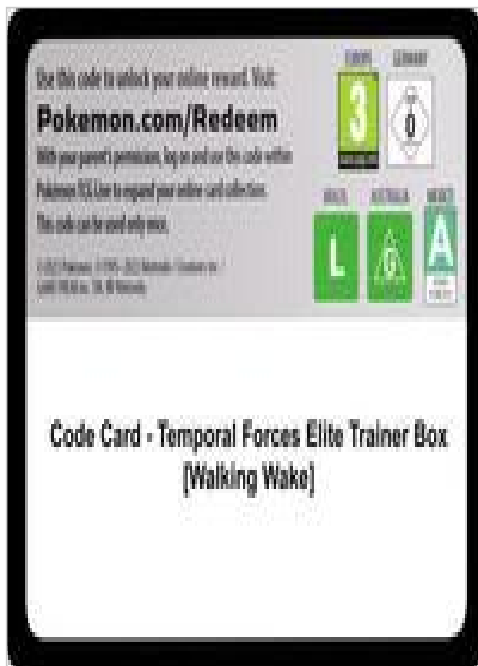 Use this code to unlock your online reward. Visit:
Pokemon.com/Redeem
With your parent's permission, log on and use this code within
Pokémon TCG Live to expand your online card collection.
This code can be used only once.
EUROPE GERMANY
3
0
BRAZIL AUSTRALIA MEXICO
L
G
A
Code Card - Temporal Forces Elite Trainer Box
[Walking Wake]